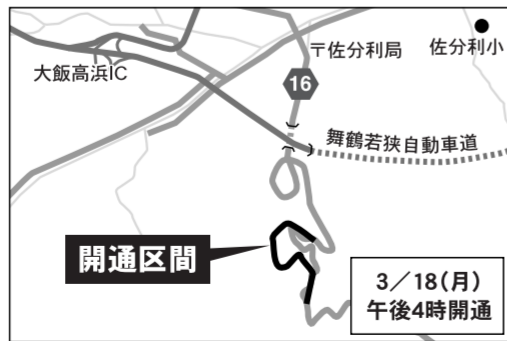 佐分利小
〒佐分利局
大飯高浜IC
16
舞鶴若狭自動車道
開通区間
3／18(月)
午後4時開通